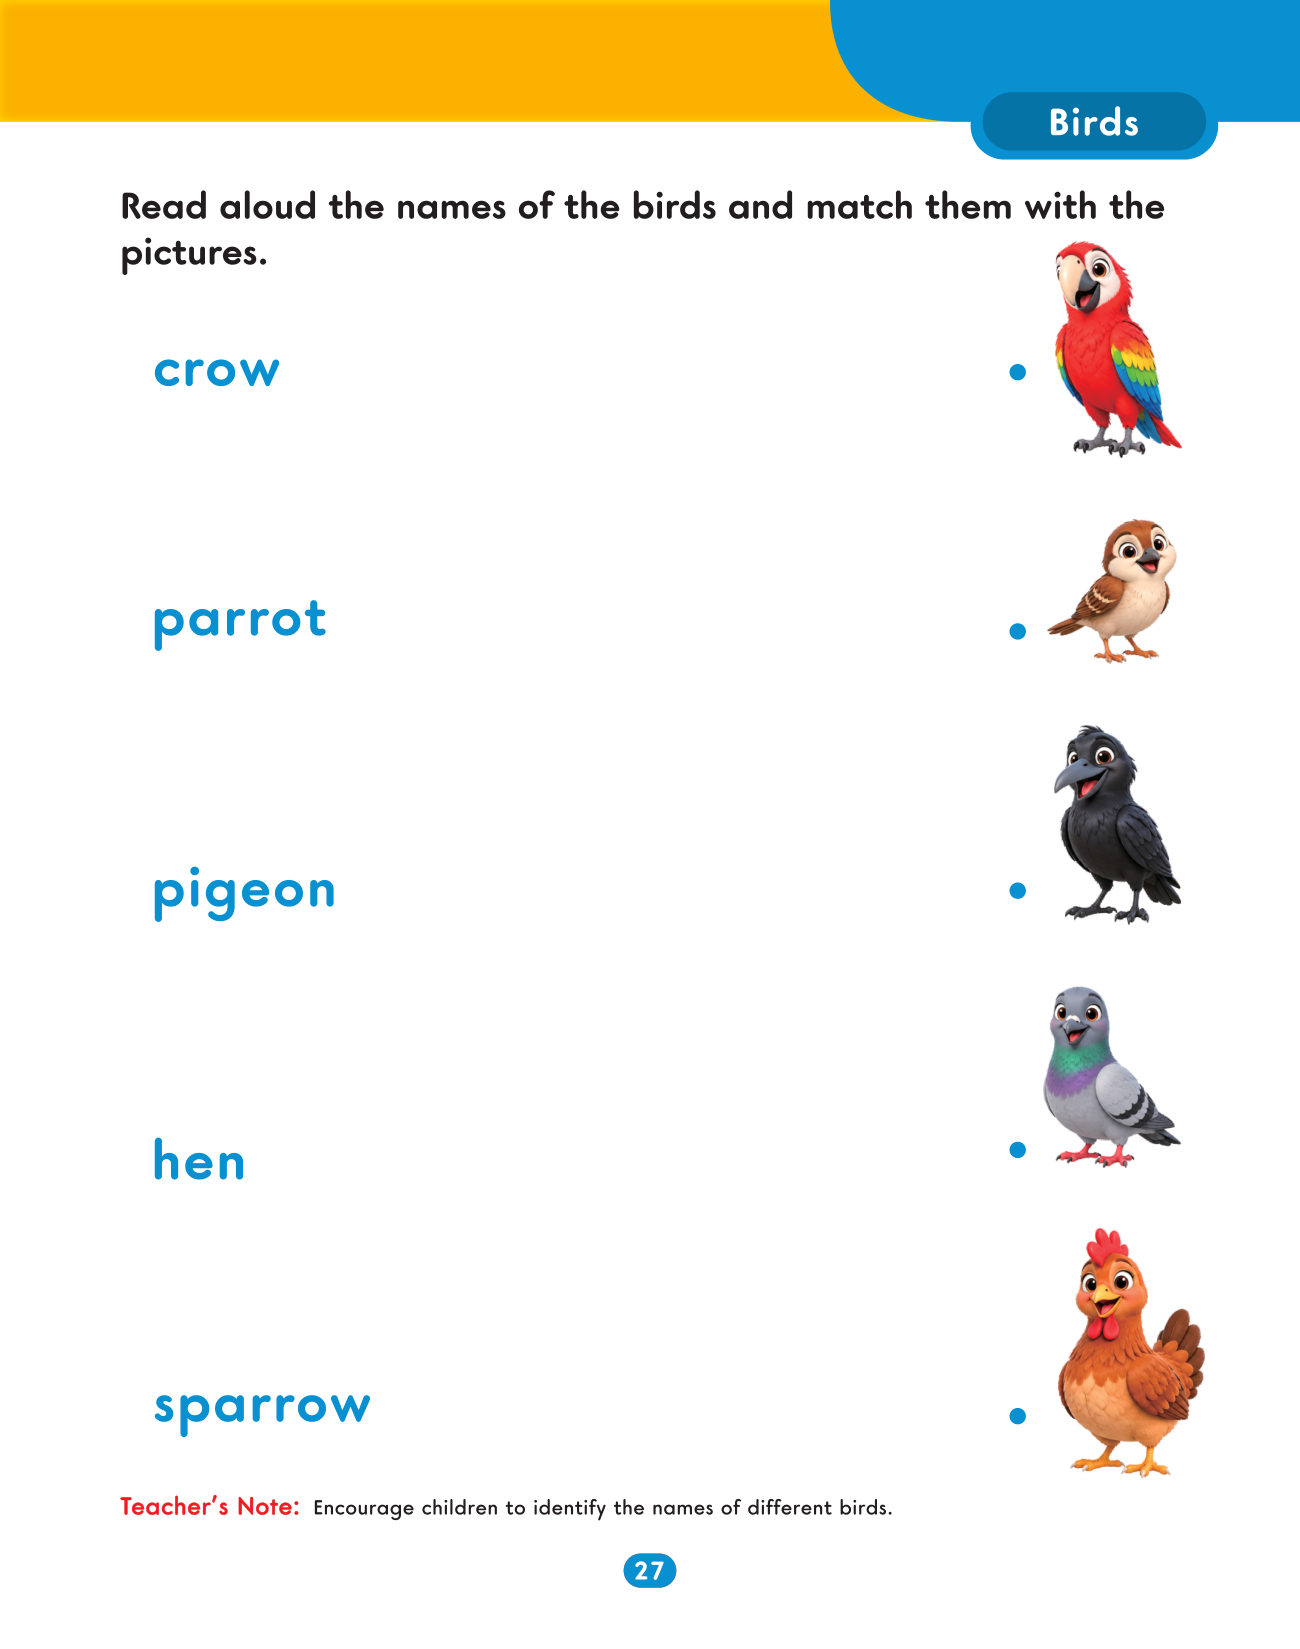 Birds
Read aloud the names of the birds and match them with the
pictures.
crow
parrot
pigeon
hen
sparrow
Teacher's Note: Encourage children to identify the names of different birds.
27